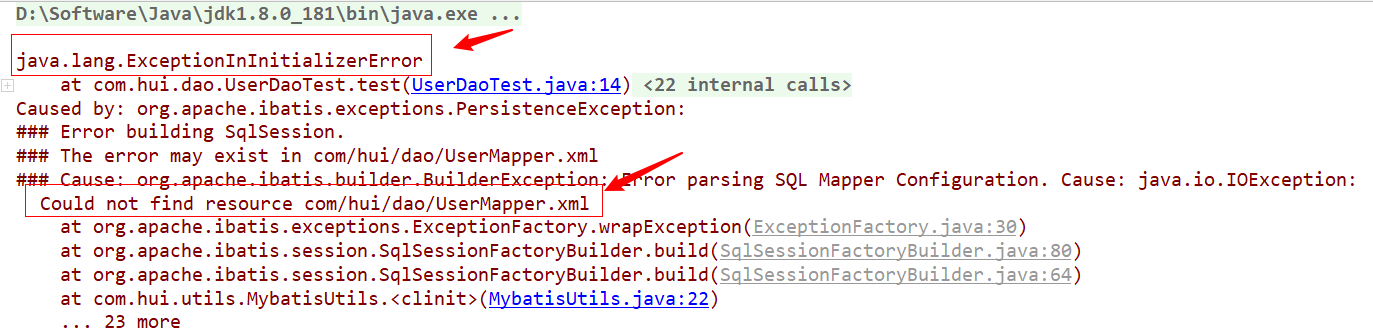 D:\Software\Java\jdk1.8.0_181\bin\java.exe ...
java.lang.ExceptionInInitializerError
at com.hui.dao.UserDaoTest.test(UserDaoTest.java:14) <22 internal calls>
Caused by: org.apache.ibatis.exceptions.PersistenceException:
### Error building SqlSession.
### The error may exist in com/hui/dao/UserMapper.xml
### Cause: org.apache.ibatis.builder.BuilderException: Error parsing SQL Mapper Configuration. Cause: java.io.IOException:
Could not find resource com/hui/dao/UserMapper.xml
at org.apache.ibatis.exceptions.ExceptionFactory.wrapException(ExceptionFactory.java:30)
at org.apache.ibatis.session.SqlSessionFactoryBuilder.build(SqlSessionFactoryBuilder.java:80)
at org.apache.ibatis.session.SqlSessionFactoryBuilder.build(SqlSessionFactoryBuilder.java:64)
at com.hui.utils.MybatisUtils.<clinit>(MybatisUtils.java:22)
... 23 more